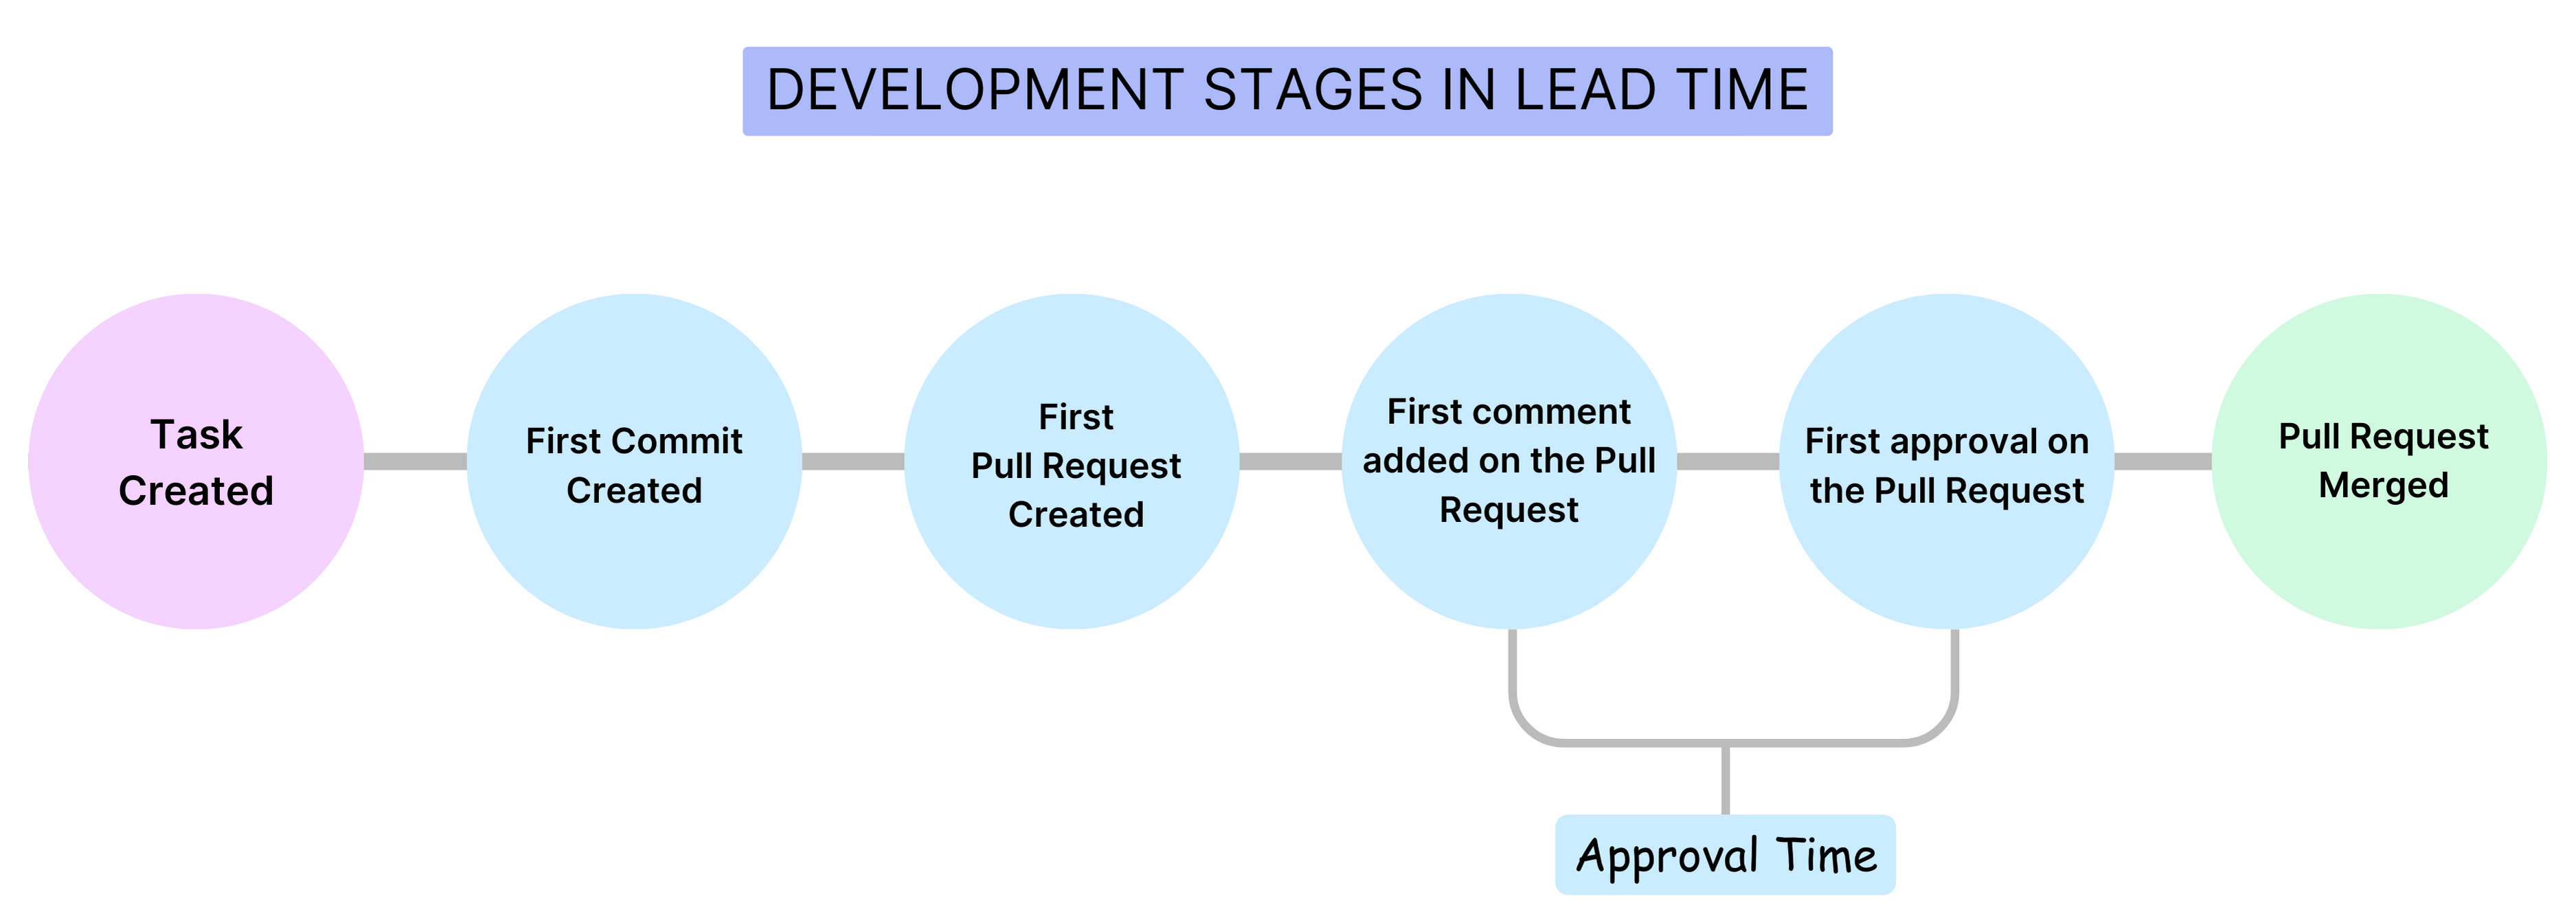 DEVELOPMENT STAGES IN LEAD TIME
Task
Created
First Commit
Created
First
Pull Request
Created
First comment
added on the Pull
Request
First approval on
the Pull Request
Pull Request
Merged
Approval Time